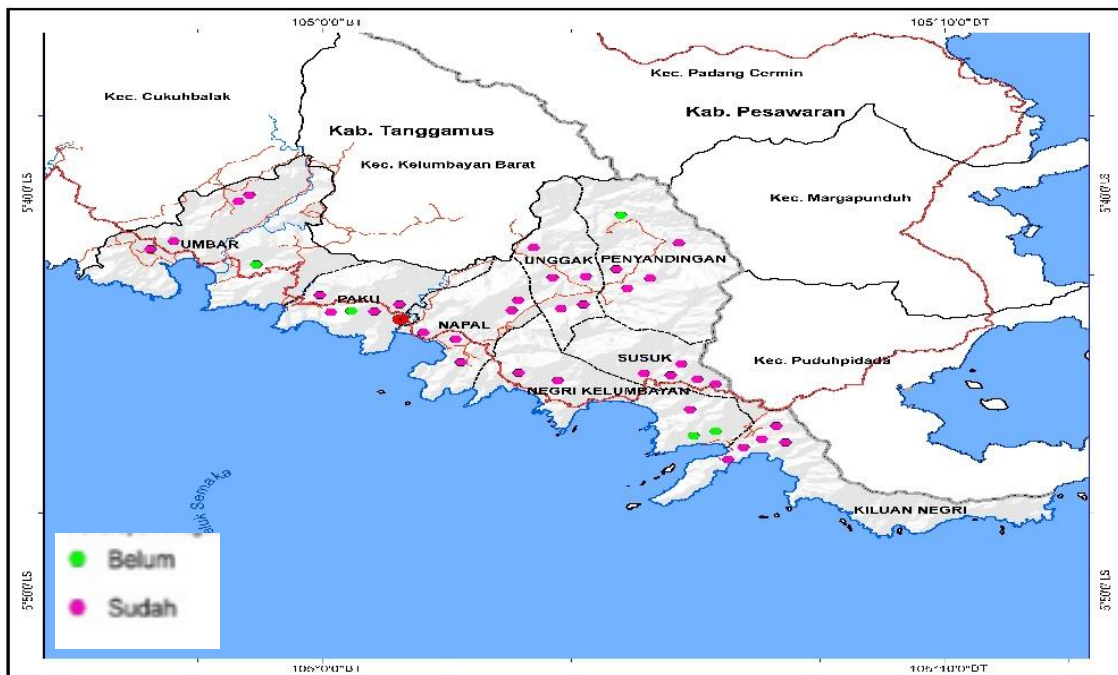 105°0'0"BT
105°10'0"BT
Kec. Padang Cermin
Kec. Cukuhbalak
Kab. Pesawaran
Kab. Tanggamus
Kec. Kelumbayan Barat
5°40'0"LS
5°40'0"LS
Kec. Margapunduh
UMBAR
UNGGAK
PENYANDINGAN
PAKU
NAPAL
SUSUK
Kec. Puduhpidada
NEGRI KELUMBAYAN
Teluk Semaka
KILUAN NEGRI
Belum
5°50'0"LS
5°50'0"LS
Sudah
105°0'0"BT
105°10'0"BT